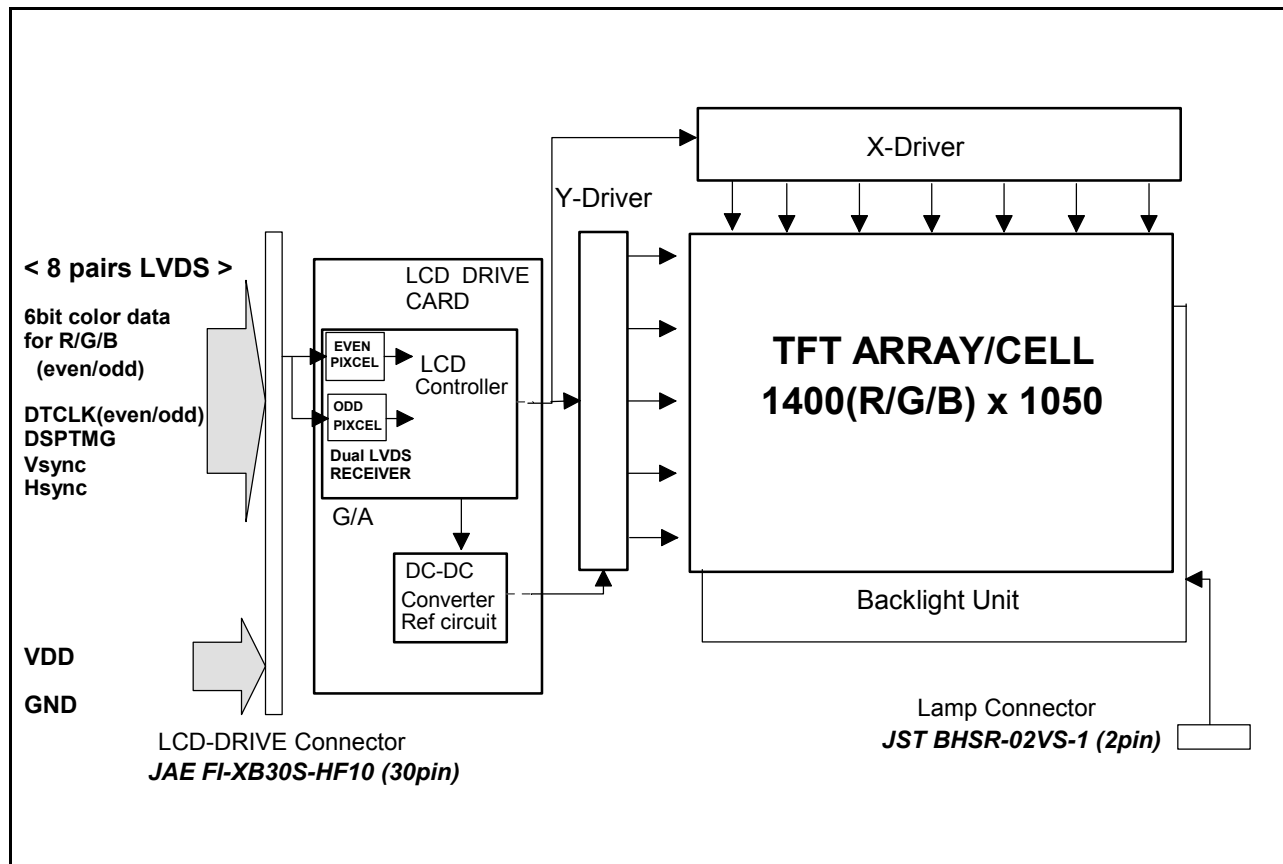 X-Driver
Y-Driver
< 8 pairs LVDS >
6bit color data
for R/G/B
(even/odd)
DTCLK(even/odd)
DSPTMG
Vsync
Hsync
VDD
GND
LCD DRIVE
CARD
EVEN
PIXCEL
LCD
Controller
ODD
PIXCEL
Dual LVDS
RECEIVER
G/A
DC-DC
Converter
Ref circuit
TFT ARRAY/CELL
1400(R/G/B) x 1050
Backlight Unit
LCD-DRIVE Connector
JAE FI-XB30S-HF10 (30pin)
Lamp Connector
JST BHSR-02VS-1 (2pin)